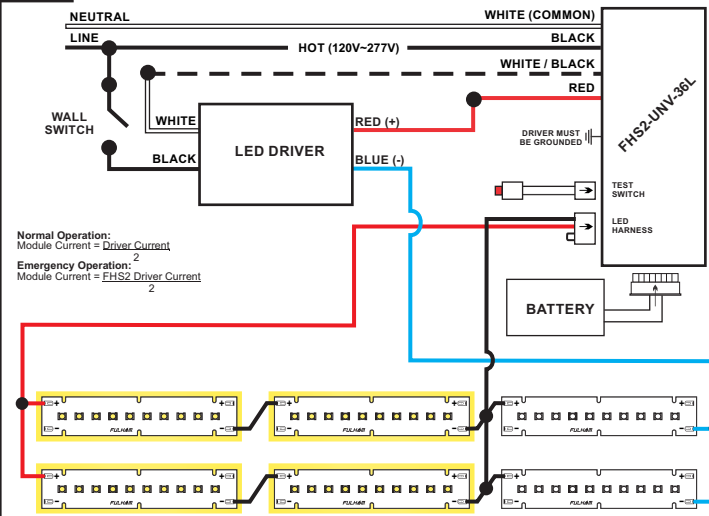 NEUTRAL
WHITE (COMMON)
LINE
HOT (120V~277V)
BLACK
WHITE / BLACK
RED
WALL
SWITCH
WHITE
BLACK
LED DRIVER
RED (+)
BLUE (-)
DRIVER MUST
BE GROUNDED
FHS2-UNV-36L
TEST
SWITCH
LED
HARNESS
Normal Operation:
Module Current = Driver Current
2
Emergency Operation:
Module Current = FHS2 Driver Current
2
BATTERY
+ +
- -
FULHAM
+ +
- -
FULHAM
+ +
- -
FULHAM
+ +
- -
FULHAM
+ +
- -
FULHAM
+ +
- -
FULHAM